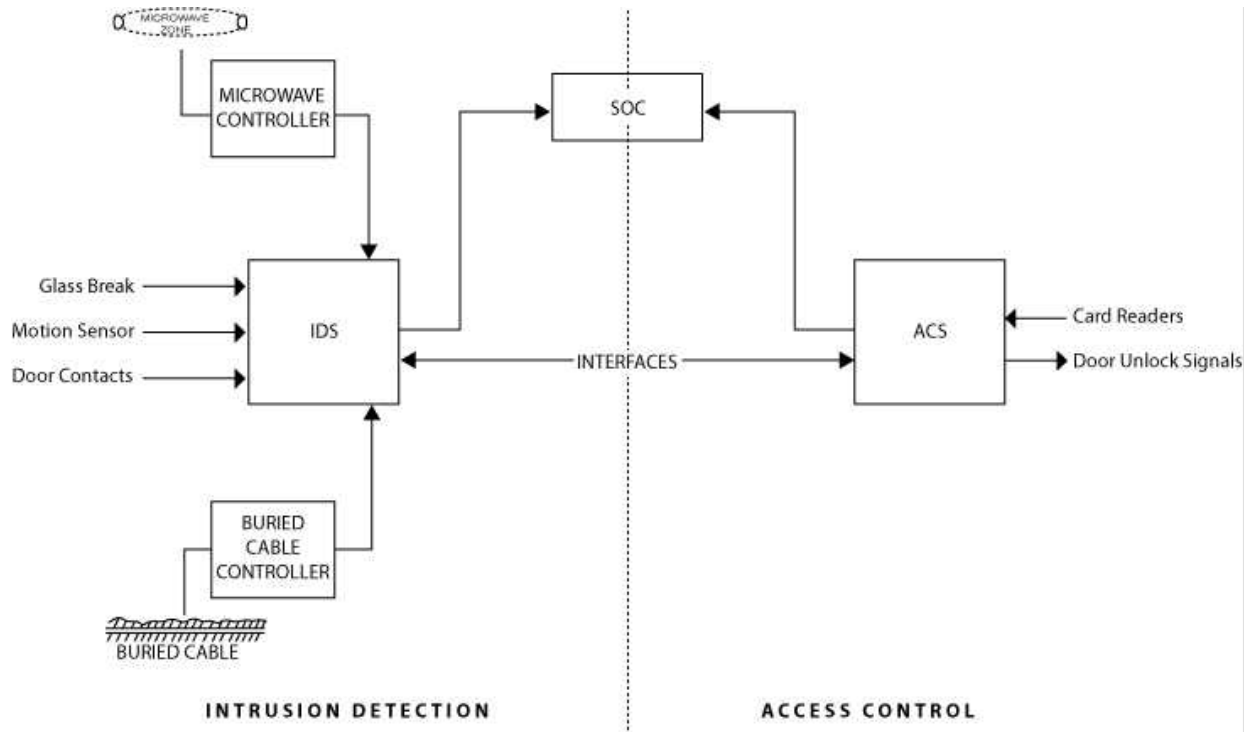 MICROWAVE
ZONE
MICROWAVE
CONTROLLER
SOC
Glass Break
Motion Sensor
Door Contacts
IDS
INTERFACES
ACS
Card Readers
Door Unlock Signals
BURIED
CABLE
CONTROLLER
BURIED CABLE
INTRUSION DETECTION
ACCESS CONTROL